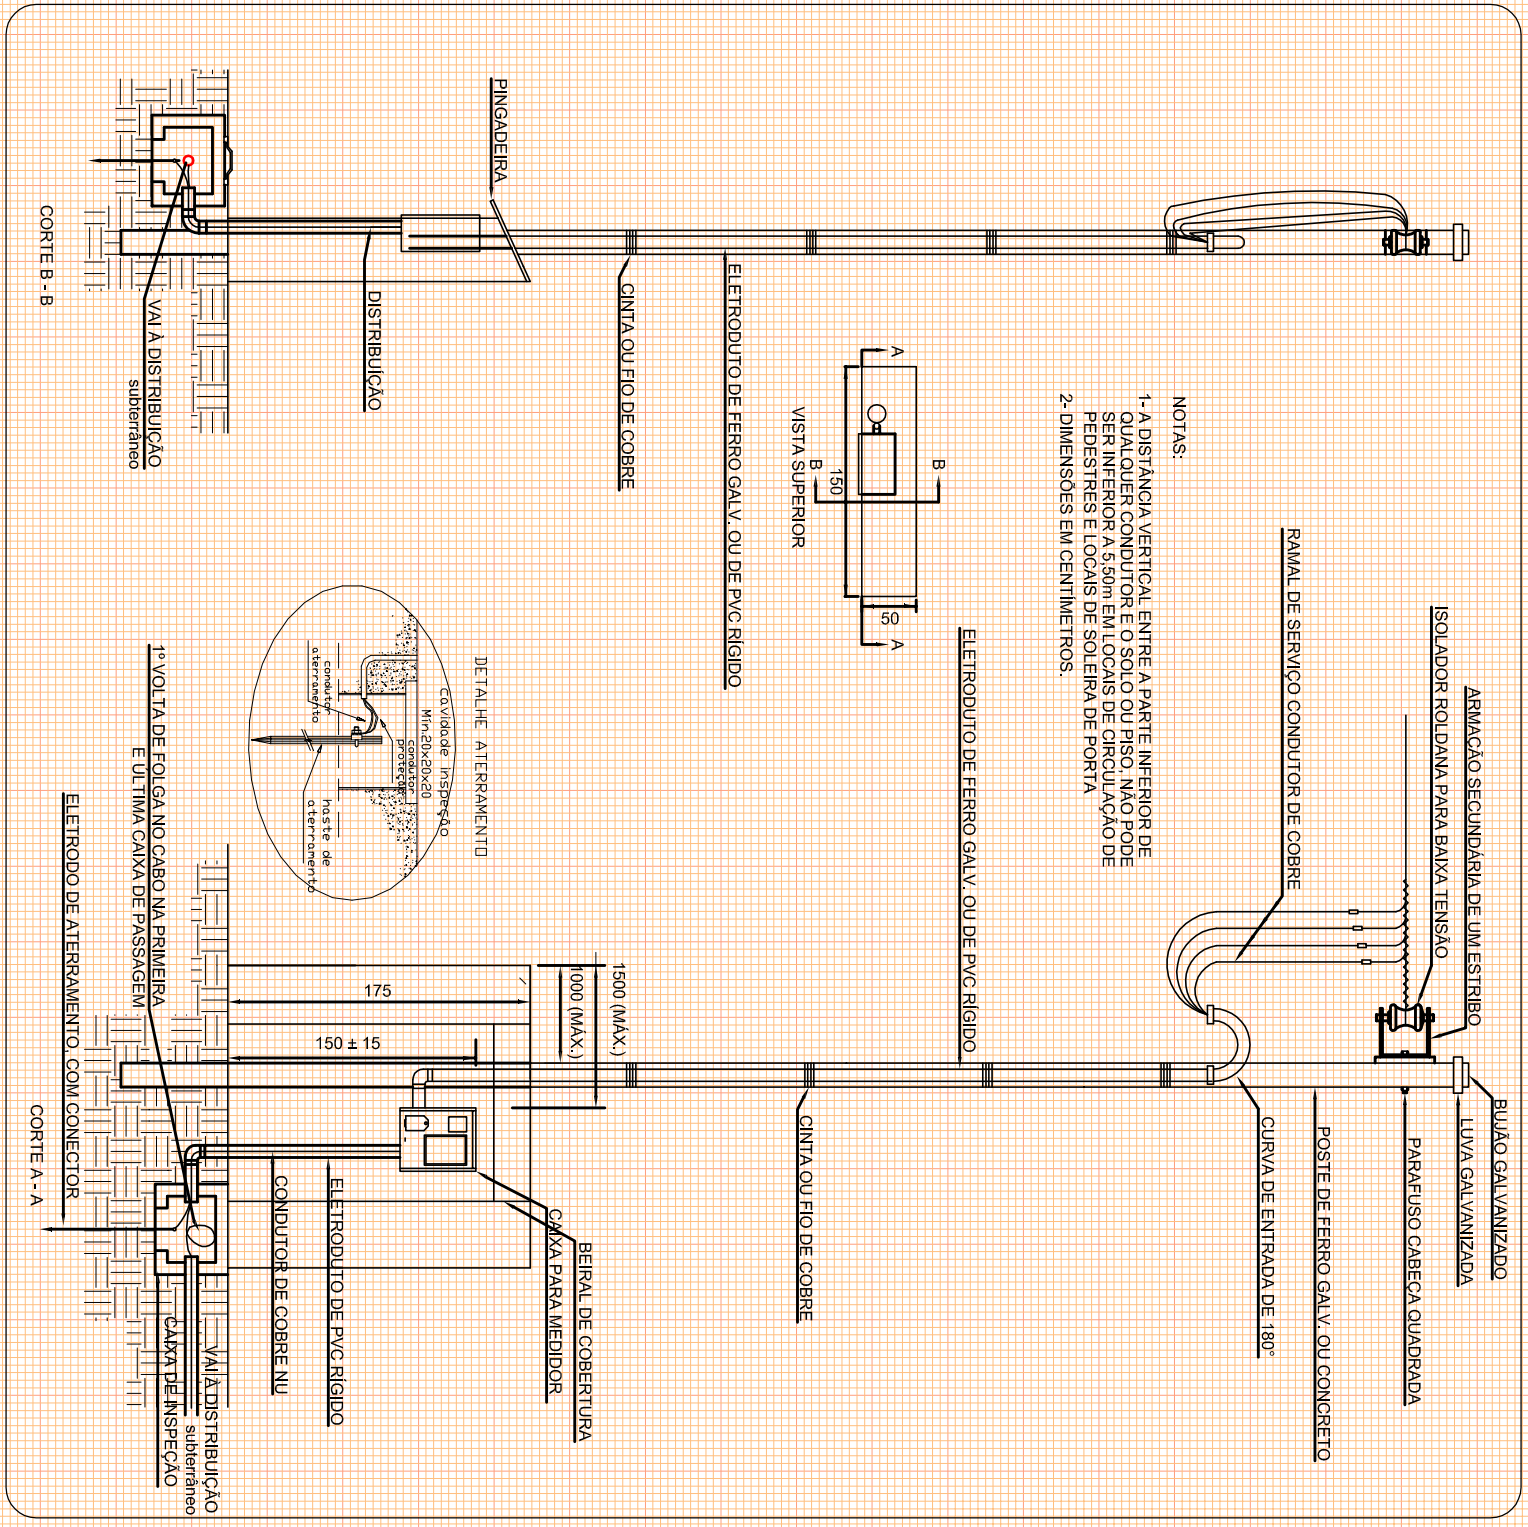 BUJÃO GALVANIZADO
LUVA GALVANIZADA
ARMAÇÃO SECUNDÁRIA DE UM ESTRIBO
ISOLADOR ROLDANA PARA BAIXA TENSÃO
PARAFUSO CABEÇA QUADRADA
POSTE DE FERRO GALV. OU CONCRETO
RAMAL DE SERVIÇO CONDUTOR DE COBRE
CURVA DE ENTRADA DE 180°
NOTAS:
1- A DISTÂNCIA VERTICAL ENTRE A PARTE INFERIOR DE
QUALQUER CONDUTOR E O SOLO OU PISO, NÃO PODE
SER INFERIOR A 5,50m EM LOCAIS DE CIRCULAÇÃO DE
PEDESTRES E LOCAIS DE SOLEIRA DE PORTA
2- DIMENSÕES EM CENTÍMETROS.
ELETRODUTO DE FERRO GALV. OU DE PVC RÍGIDO
B
B
A
A
150
50
VISTA SUPERIOR
CINTA OU FIO DE COBRE
ELETRODUTO DE FERRO GALV. OU DE PVC RÍGIDO
CINTA OU FIO DE COBRE
1500 (MÁX.)
1000 (MÁX.)
BEIRAL DE COBERTURA
CAIXA PARA MEDIDOR
PINGADEIRA
DETALHE ATERRAMENTO
cavidade inspeção
Mín.20x20x20
condutor
proteção
condutor
aterramento
haste de
aterramento
175
150 ± 15
DISTRIBUÍÇÃO
ELETRODUTO DE PVC RÍGIDO
CONDUTOR DE COBRE NU
VAI À DISTRIBUIÇÃO
subterrâneo
CORTE B - B
1º VOLTA DE FOLGA NO CABO NA PRIMEIRA
E ÚLTIMA CAIXA DE PASSAGEM
VAI À DISTRIBUIÇÃO
subterrâneo
CAIXA DE INSPEÇÃO
ELETRODO DE ATERRAMENTO, COM CONECTOR
CORTE A - A